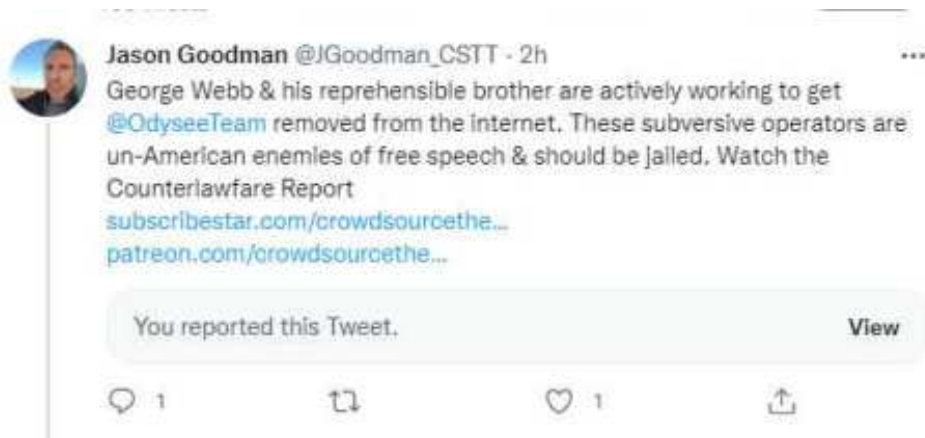 Jason Goodman @JGoodman_CSTT · 2h
George Webb & his reprehensible brother are actively working to get
@OdyseeTeam removed from the internet. These subversive operators are
un-American enemies of free speech & should be jailed. Watch the
Counterlawfare Report
subscribestar.com/crowdsourcethe...
patreon.com/crowdsourcethe...
You reported this Tweet. View
1 1